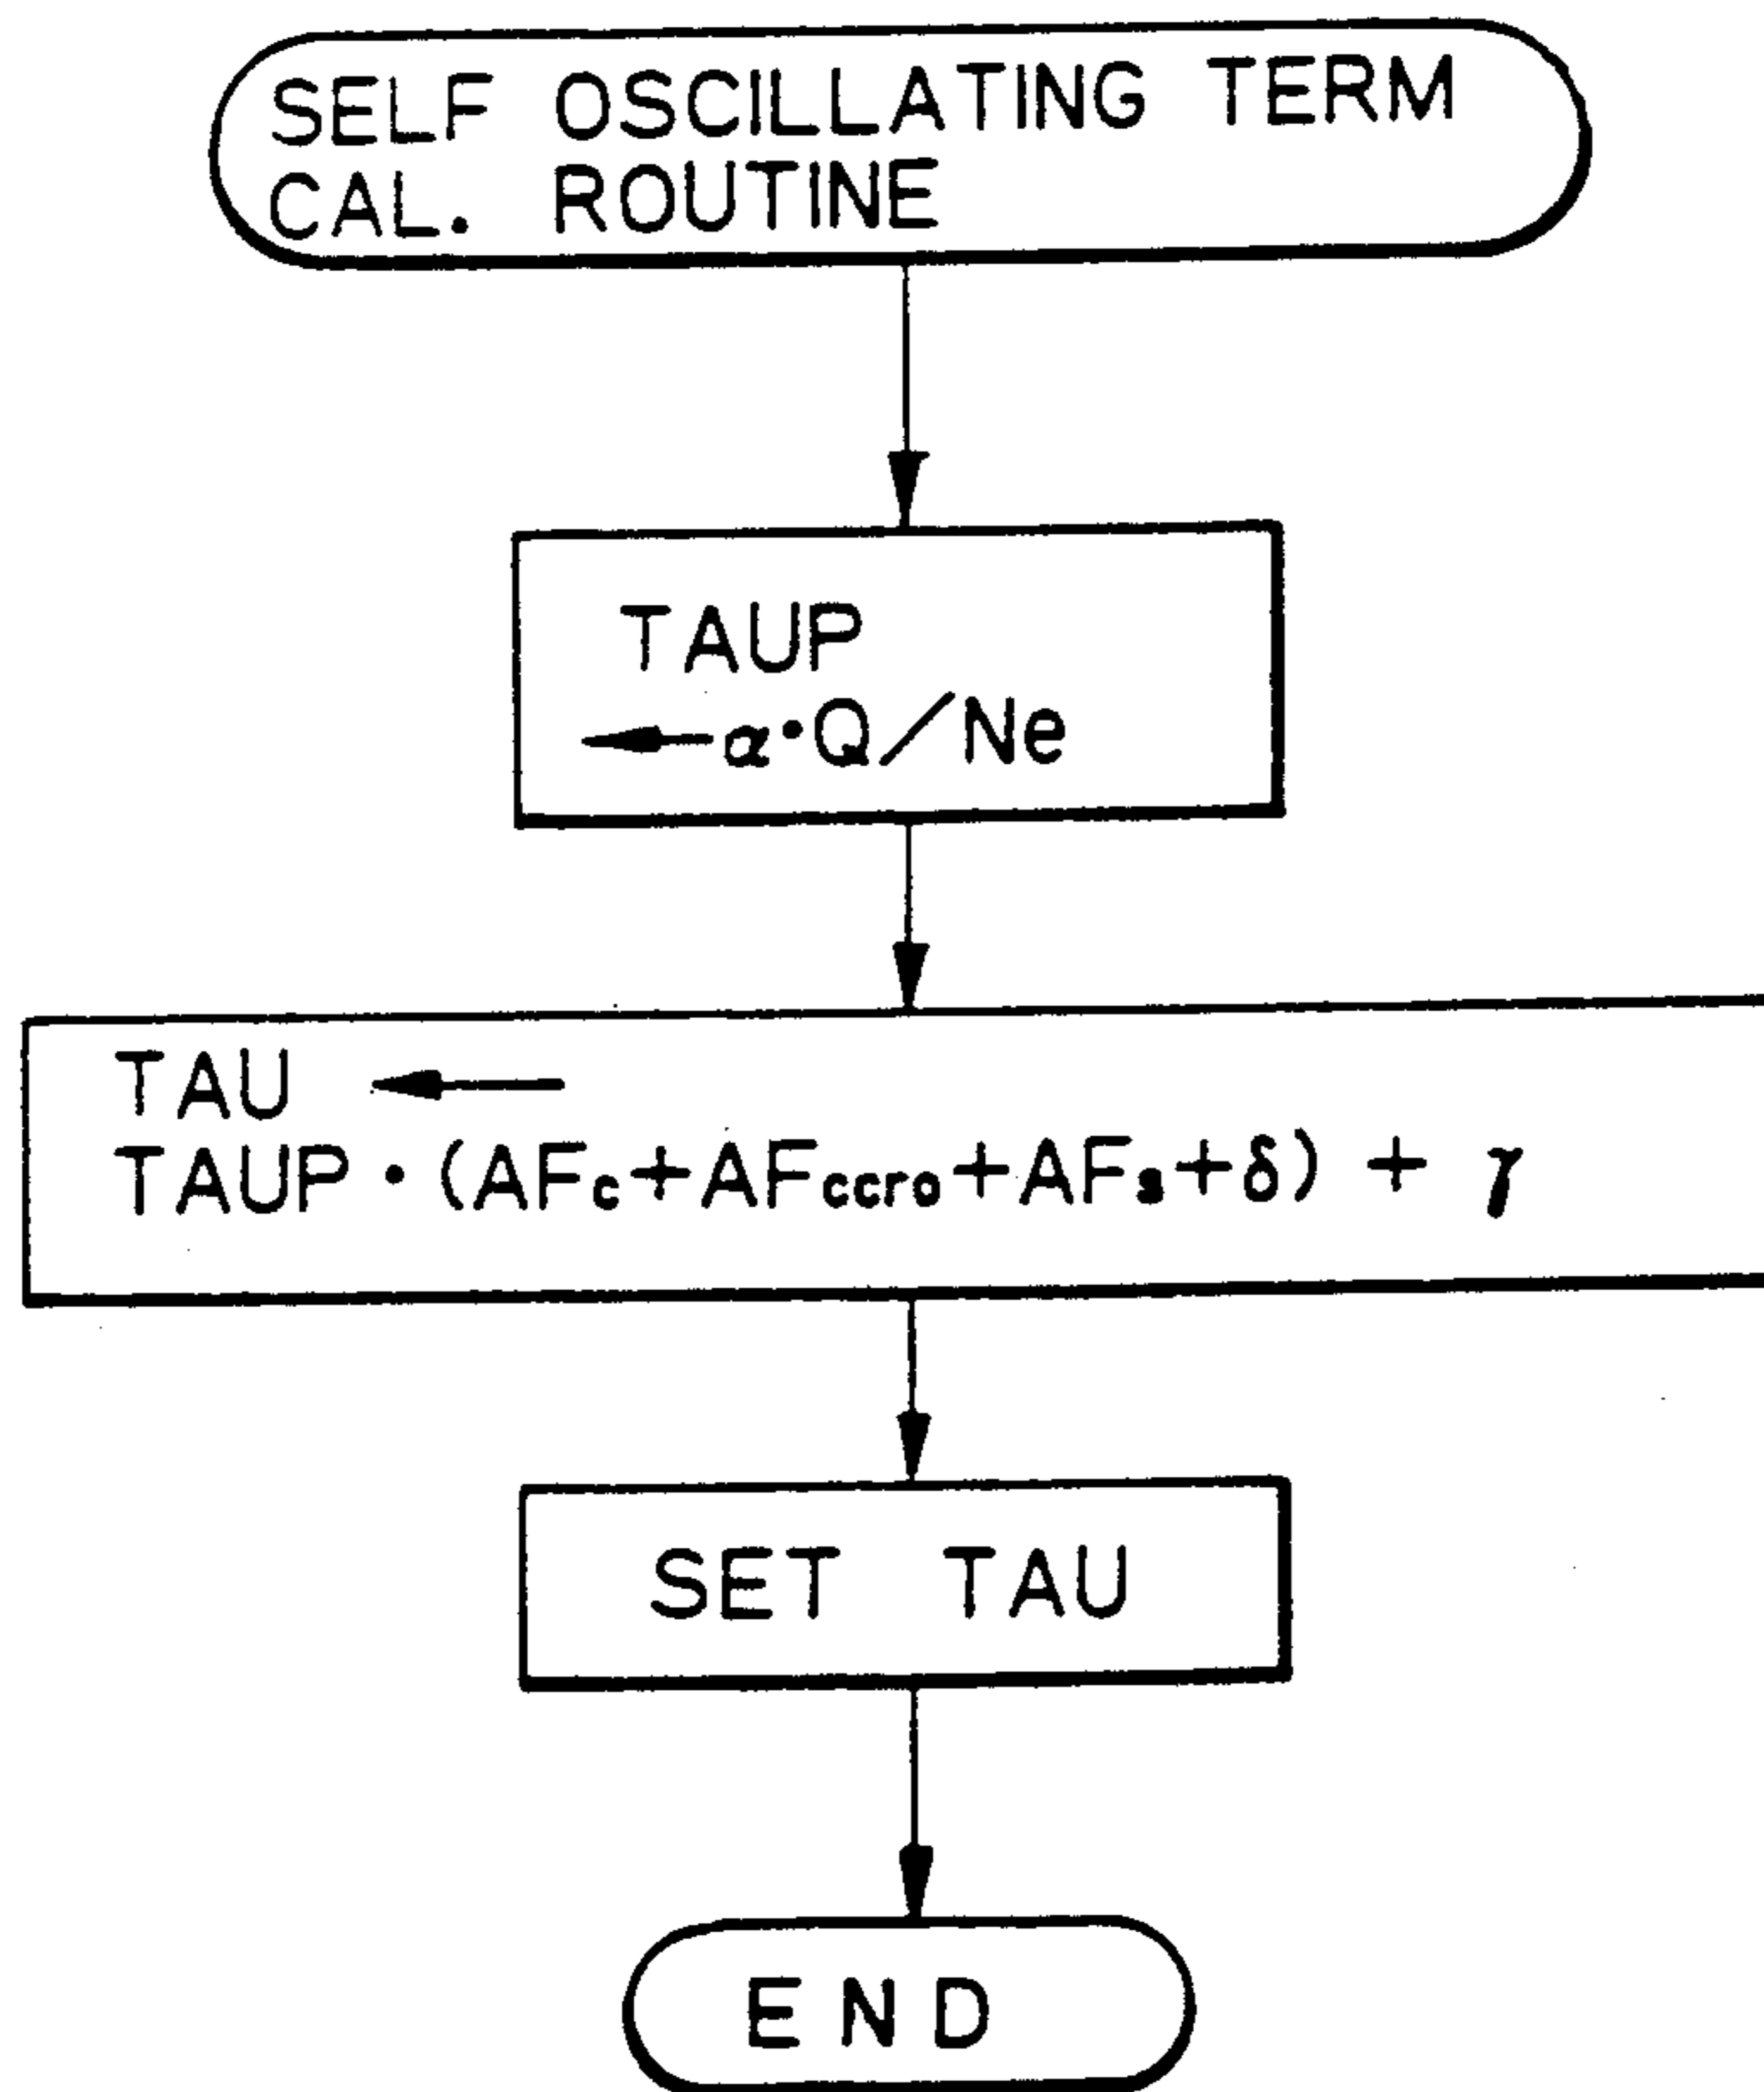 SELF OSCILLATING TERM
CAL. ROUTINE
TAUP
←α·Q/Ne
TAU ←
TAUP·(AFc+AFccro+AFs+δ) + γ
SET TAU
END